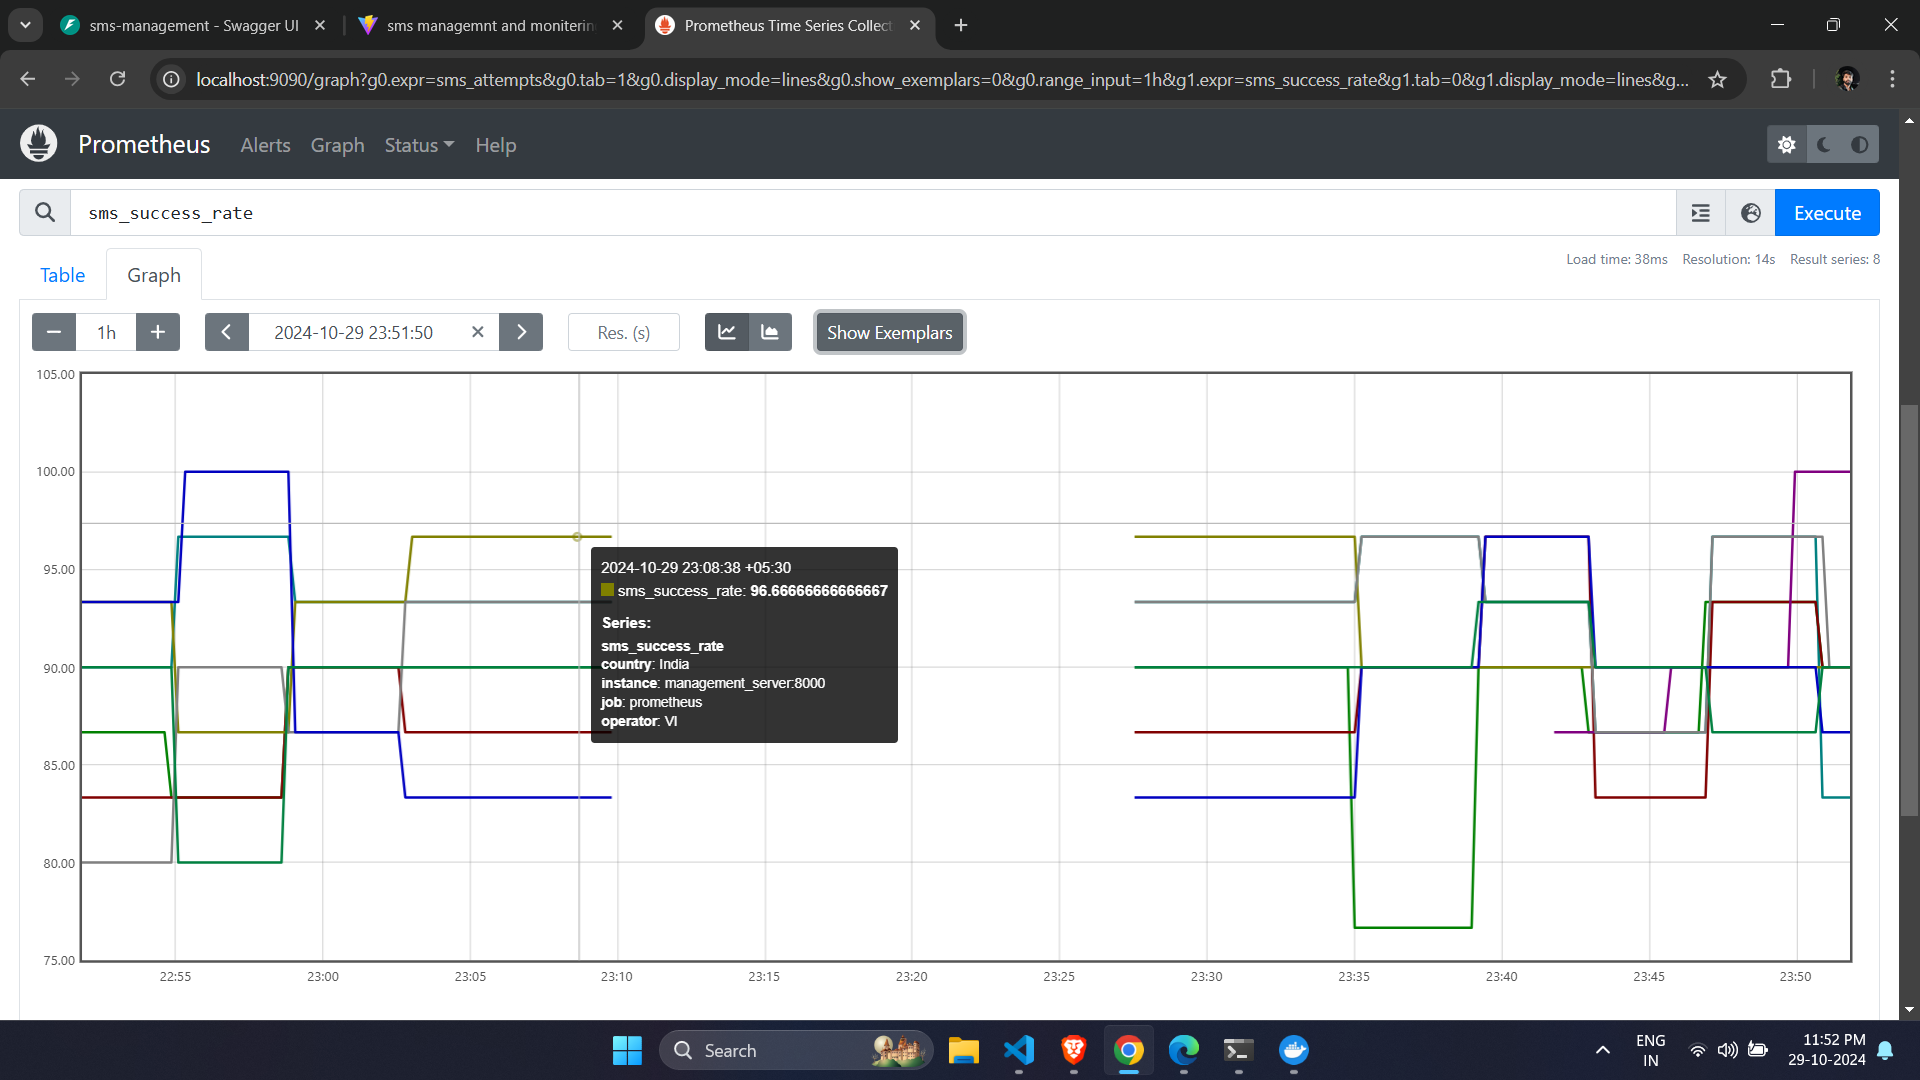 sms-management - Swagger UI
sms managemnt and moniterin
Prometheus Time Series Collect
localhost:9090/graph?g0.expr=sms_attempts&g0.tab=1&g0.display_mode=lines&g0.show_exemplars=0&g0.range_input=1h&g1.expr=sms_success_rate&g1.tab=0&g1.display_mode=lines&g...
Prometheus Alerts Graph Status Help
sms_success_rate
Execute
Table Graph
Load time: 38ms Resolution: 14s Result series: 8
1h
2024-10-29 23:51:50
Res. (s)
Show Exemplars
105.00
100.00
95.00
90.00
85.00
80.00
75.00
2024-10-29 23:08:38 +05:30
sms_success_rate: 96.66666666666667
Series:
sms_success_rate
country: India
instance: management_server:8000
job: prometheus
operator: VI
22:55 23:00 23:05 23:10 23:15 23:20 23:25 23:30 23:35 23:40 23:45 23:50
Search
ENG
IN
11:52 PM
29-10-2024